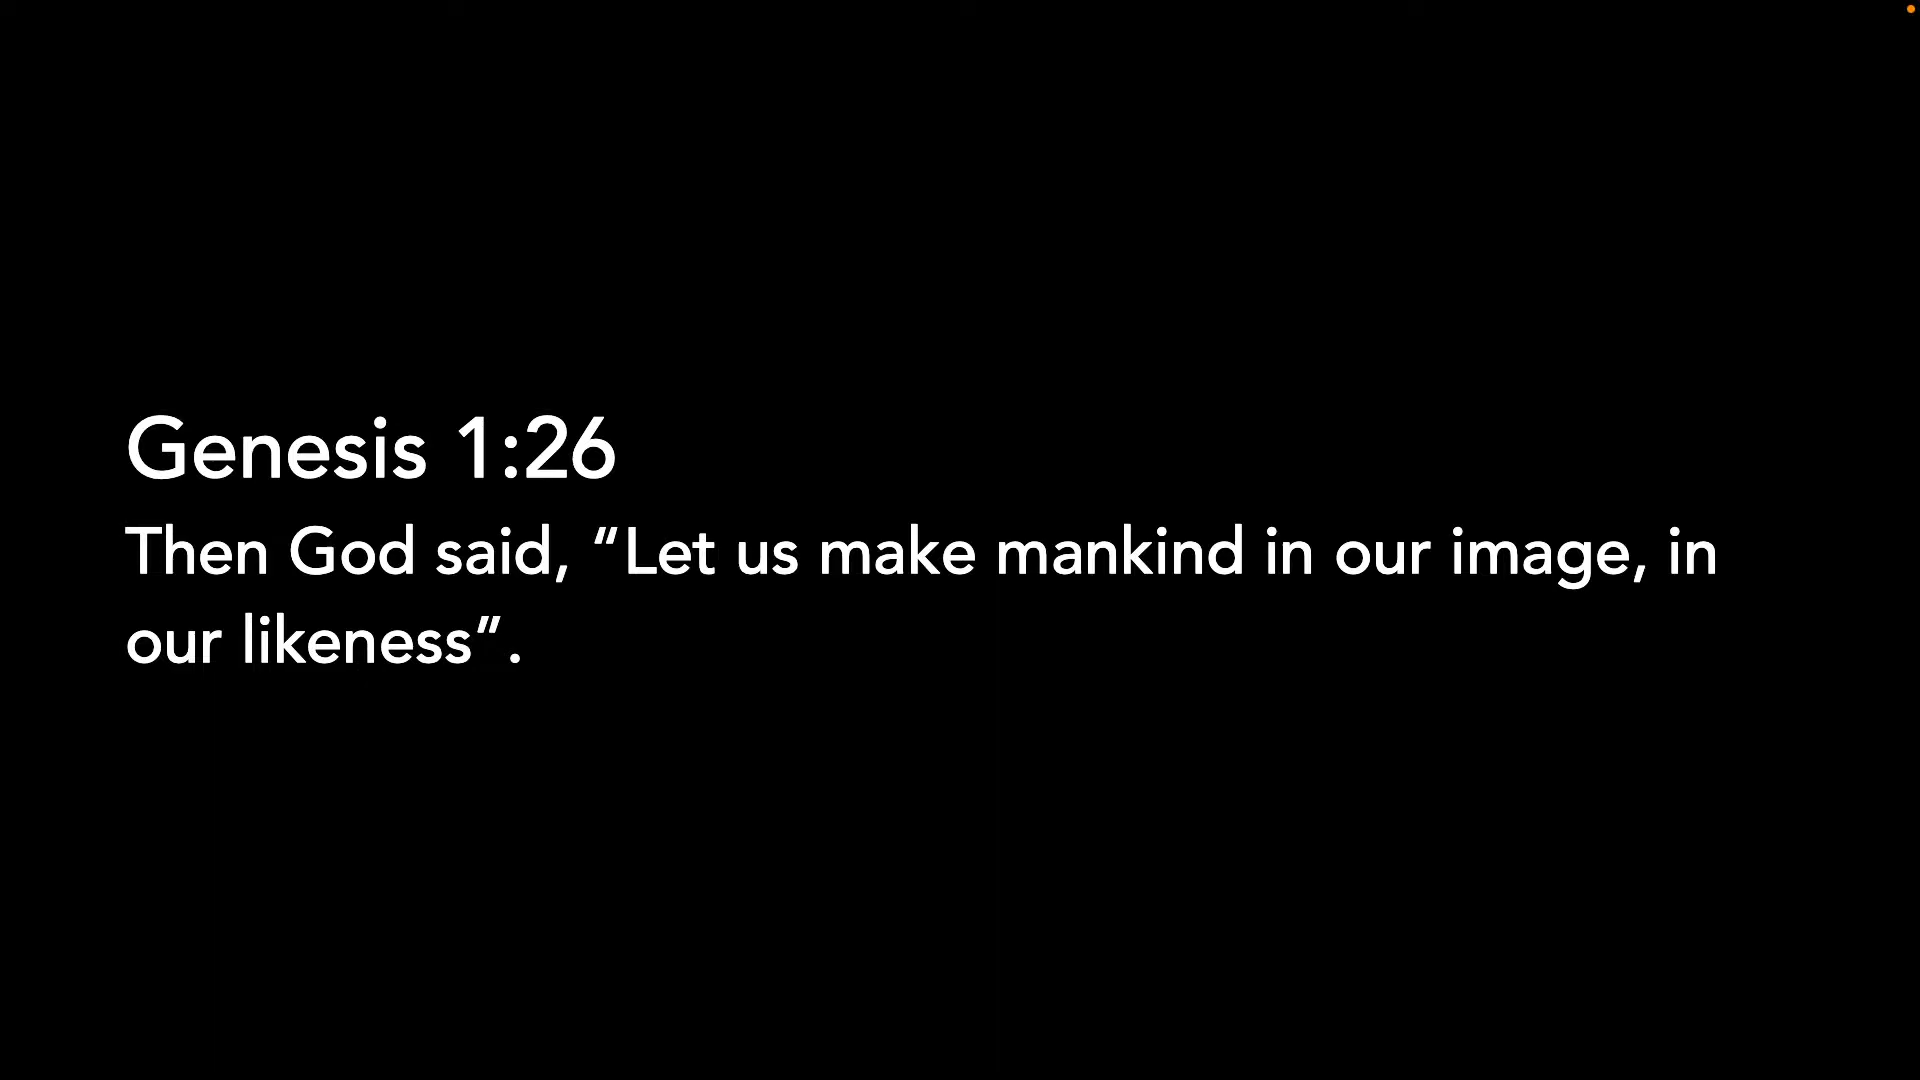 Genesis 1:26
Then God said, “Let us make mankind in our image, in
our likeness”.